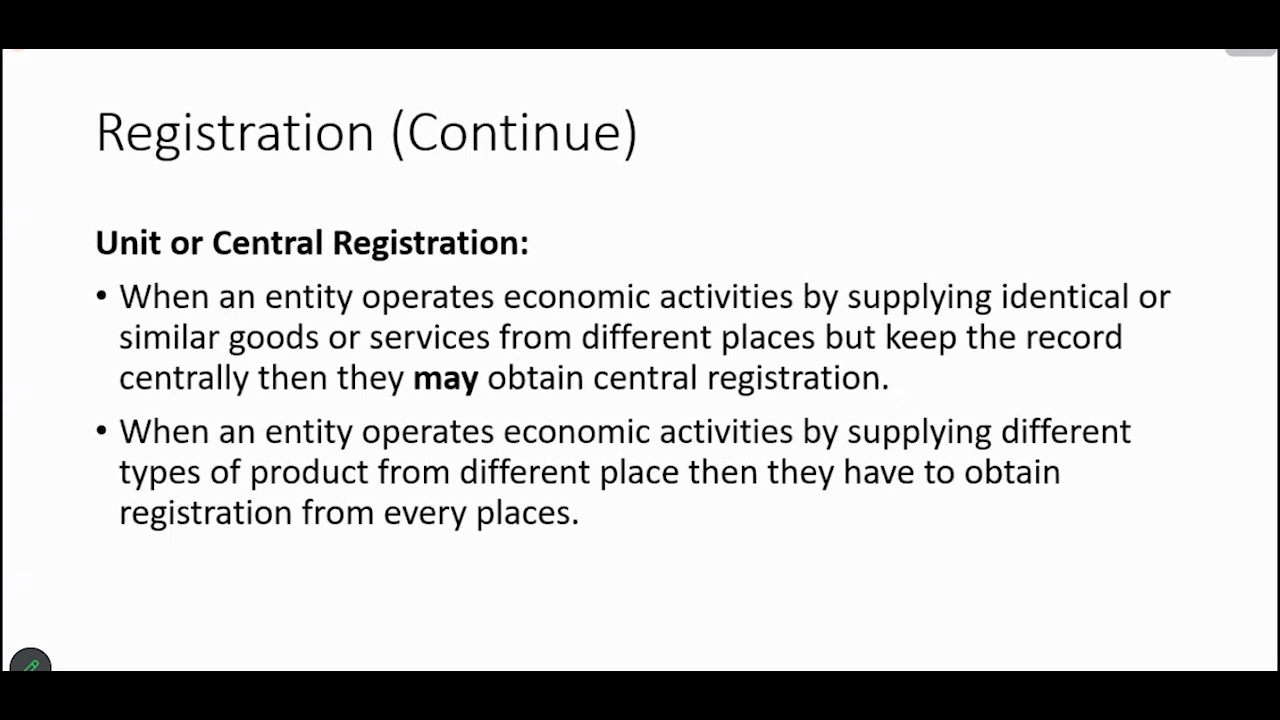 Registration (Continue)
Unit or Central Registration:
• When an entity operates economic activities by supplying identical or
similar goods or services from different places but keep the record
centrally then they may obtain central registration.
• When an entity operates economic activities by supplying different
types of product from different place then they have to obtain
registration from every places.